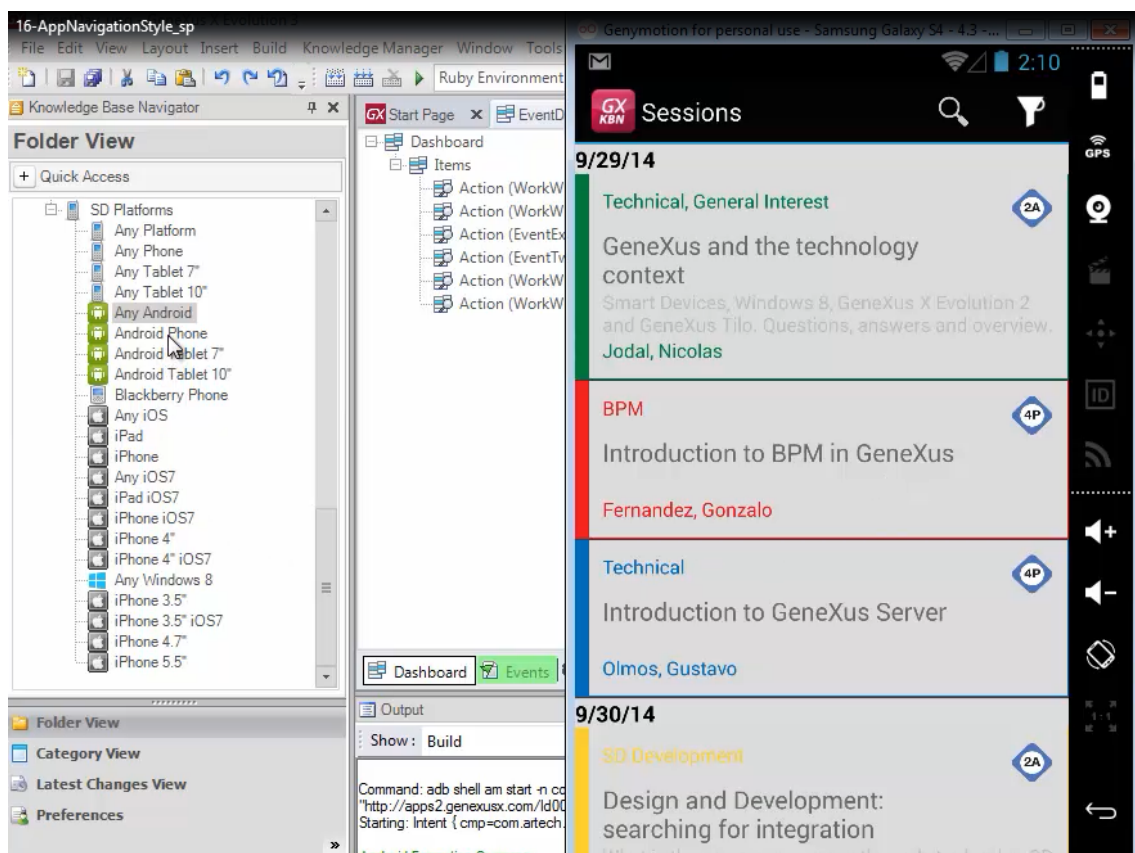 16-AppNavigationStyle_sp
X Evolution 3
File Edit View Layout Insert Build Knowledge Manager Window Tools
Ruby Environment
Knowledge Base Navigator
Folder View
+ Quick Access
SD Platforms
Any Platform
Any Phone
Any Tablet 7"
Any Tablet 10"
Any Android
Android Phone
Android Tablet 7"
Android Tablet 10"
Blackberry Phone
Any iOS
iPad
iPhone
Any iOS7
iPad iOS7
iPhone iOS7
iPhone 4"
iPhone 4" iOS7
Any Windows 8
iPhone 3.5"
iPhone 3.5" iOS7
iPhone 4.7"
iPhone 5.5"
Folder View
Category View
Latest Changes View
Preferences
»
GX Start Page EventD
Dashboard
Items
Action (WorkW
Action (WorkW
Action (EventEx
Action (EventTw
Action (WorkW
Action (WorkW
Dashboard Events
Output
Show: Build
Command: adb shell am start -n co
"http://apps2.genexusx.com/Id00
Starting: Intent { cmp=com.artech.
Genymotion for personal use - Samsung Galaxy S4 - 4.3 -...
2:10
GX KBN Sessions
9/29/14
Technical, General Interest
2A
GeneXus and the technology
context
Smart Devices, Windows 8, GeneXus X Evolution 2
and GeneXus Tilo. Questions, answers and overview.
Jodal, Nicolas
BPM
4P
Introduction to BPM in GeneXus
Fernandez, Gonzalo
Technical
4P
Introduction to GeneXus Server
Olmos, Gustavo
9/30/14
SD Development
2A
Design and Development:
searching for integration
GPS
ID
1:1